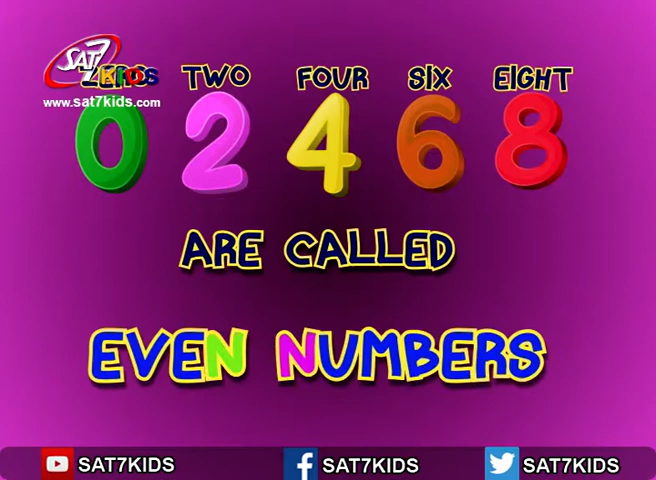 SAT7
KIDS
www.sat7kids.com
ZERO TWO FOUR SIX EIGHT
0 2 4 6 8
ARE CALLED
EVEN NUMBERS
SAT7KIDS SAT7KIDS SAT7KIDS